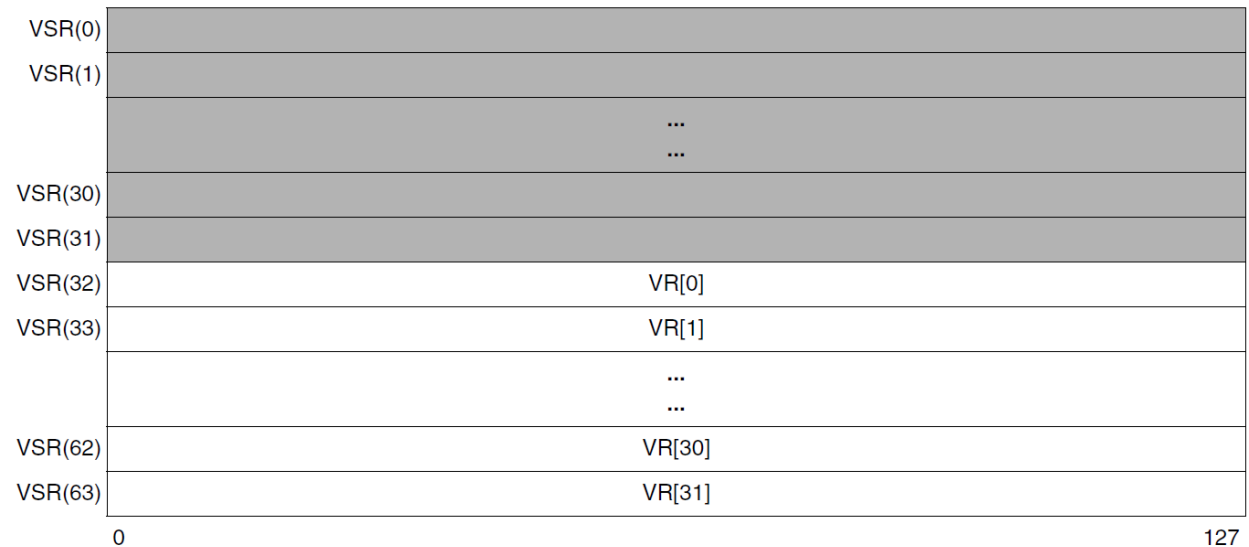 VSR(0)
VSR(1)
...
...
VSR(30)
VSR(31)
VSR(32) VR[0]
VSR(33) VR[1]
...
...
VSR(62) VR[30]
VSR(63) VR[31]
0 127